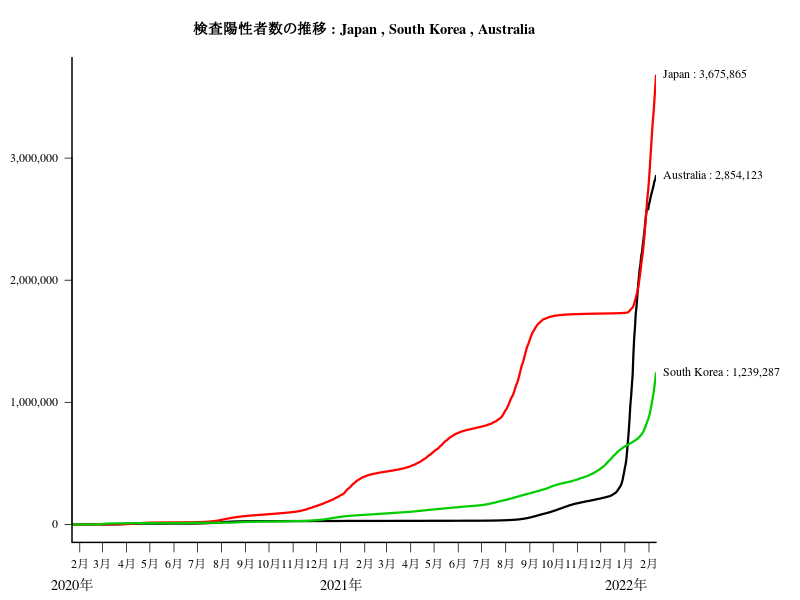 検査陽性者数の推移 : Japan , South Korea , Australia
Japan : 3,675,865
3,000,000
Australia : 2,854,123
2,000,000
South Korea : 1,239,287
1,000,000
0
2月 3月 4月 5月 6月 7月 8月 9月 10月 11月 12月 1月 2月 3月 4月 5月 6月 7月 8月 9月 10月 11月 12月 1月 2月
2020年 2021年 2022年